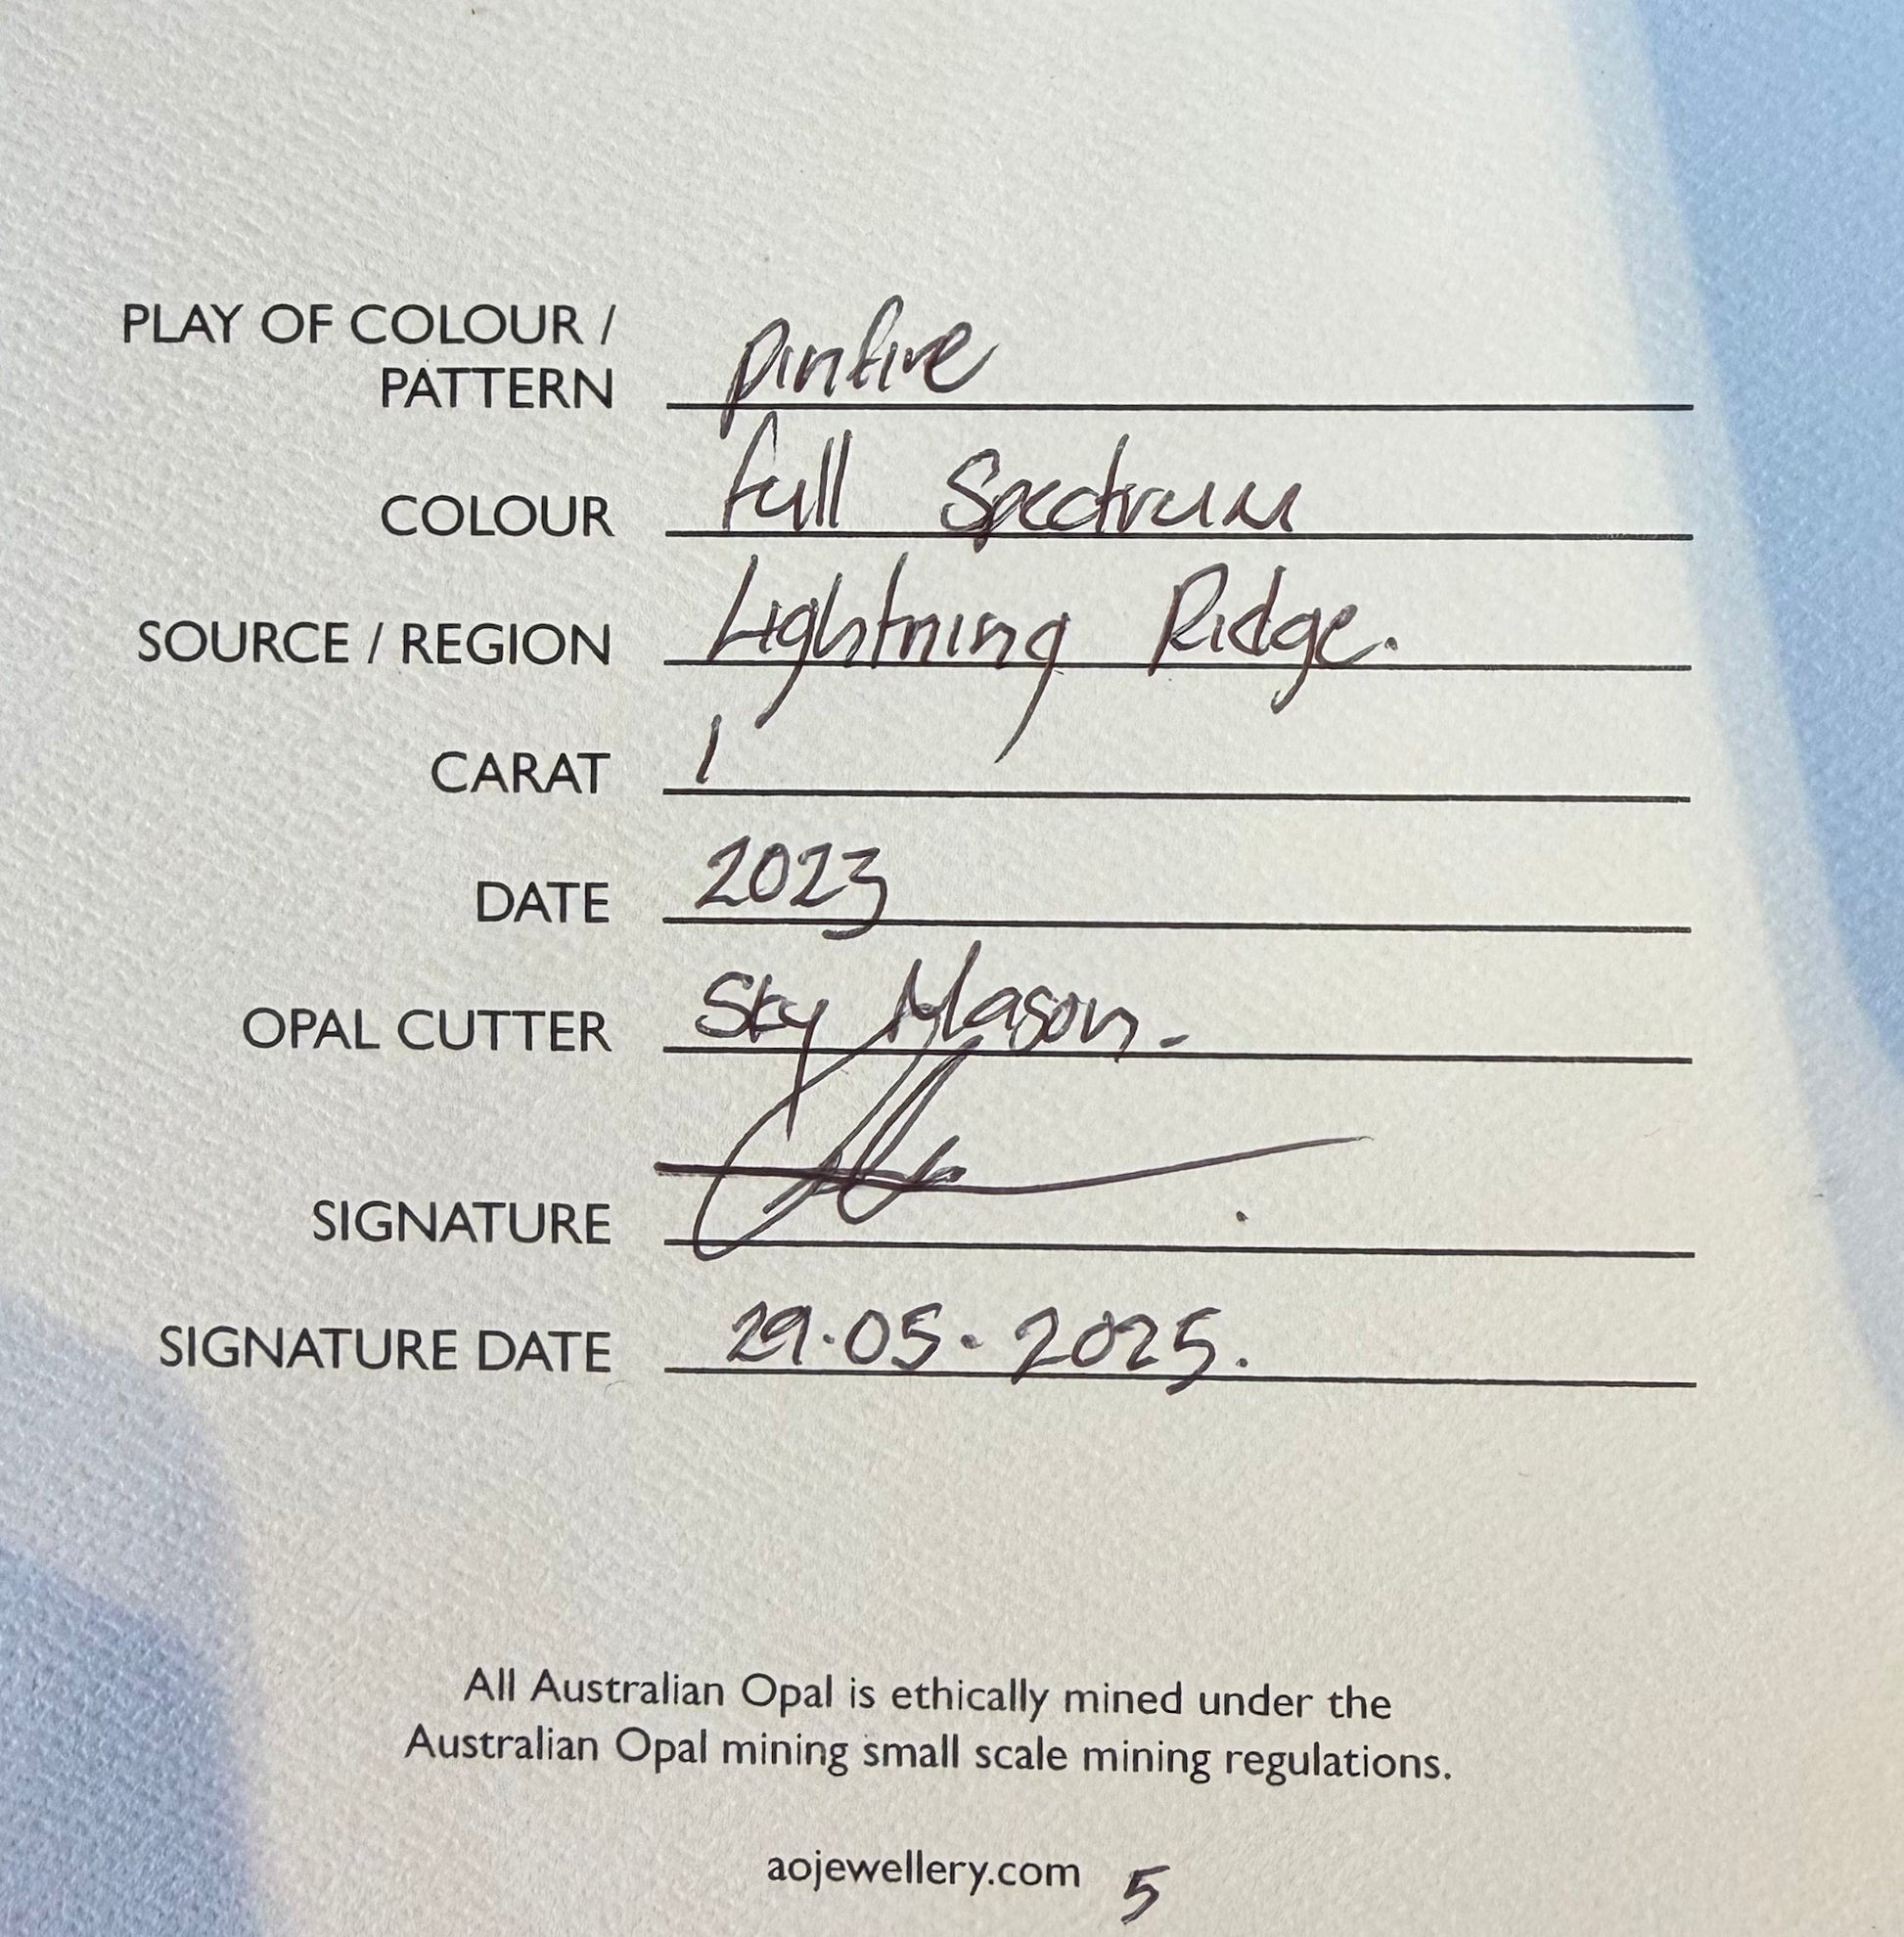 PLAY OF COLOUR /
PATTERN pinfire
COLOUR full Spectrum
SOURCE / REGION Lightning Ridge.
CARAT 1
DATE 2023
OPAL CUTTER Sky Mason.
SIGNATURE
SIGNATURE DATE 29.05.2025.
All Australian Opal is ethically mined under the
Australian Opal mining small scale mining regulations.
aojewellery.com 5